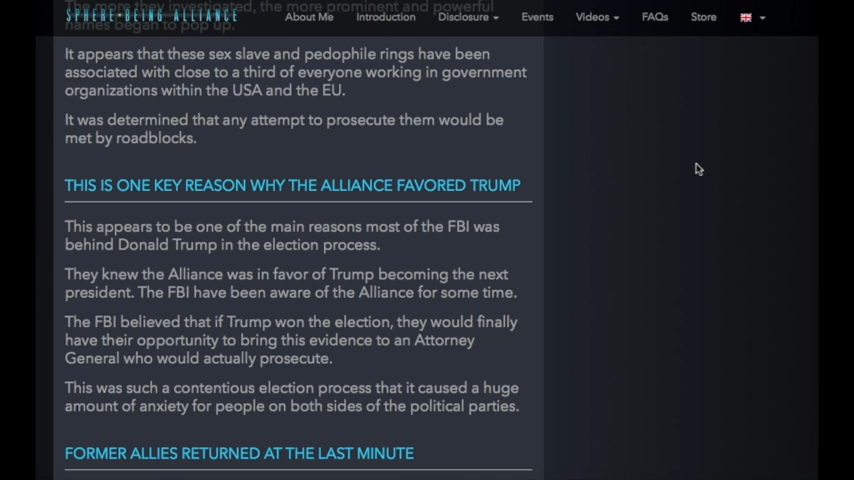 The more they investigated, the more prominent and powerful
SPHERE BEING ALLIANCE
About Me
Introduction
Disclosure
Events
Videos
FAQs
Store
names began to pop up.
It appears that these sex slave and pedophile rings have been
associated with close to a third of everyone working in government
organizations within the USA and the EU.
It was determined that any attempt to prosecute them would be
met by roadblocks.
THIS IS ONE KEY REASON WHY THE ALLIANCE FAVORED TRUMP
This appears to be one of the main reasons most of the FBI was
behind Donald Trump in the election process.
They knew the Alliance was in favor of Trump becoming the next
president. The FBI have been aware of the Alliance for some time.
The FBI believed that if Trump won the election, they would finally
have their opportunity to bring this evidence to an Attorney
General who would actually prosecute.
This was such a contentious election process that it caused a huge
amount of anxiety for people on both sides of the political parties.
FORMER ALLIES RETURNED AT THE LAST MINUTE